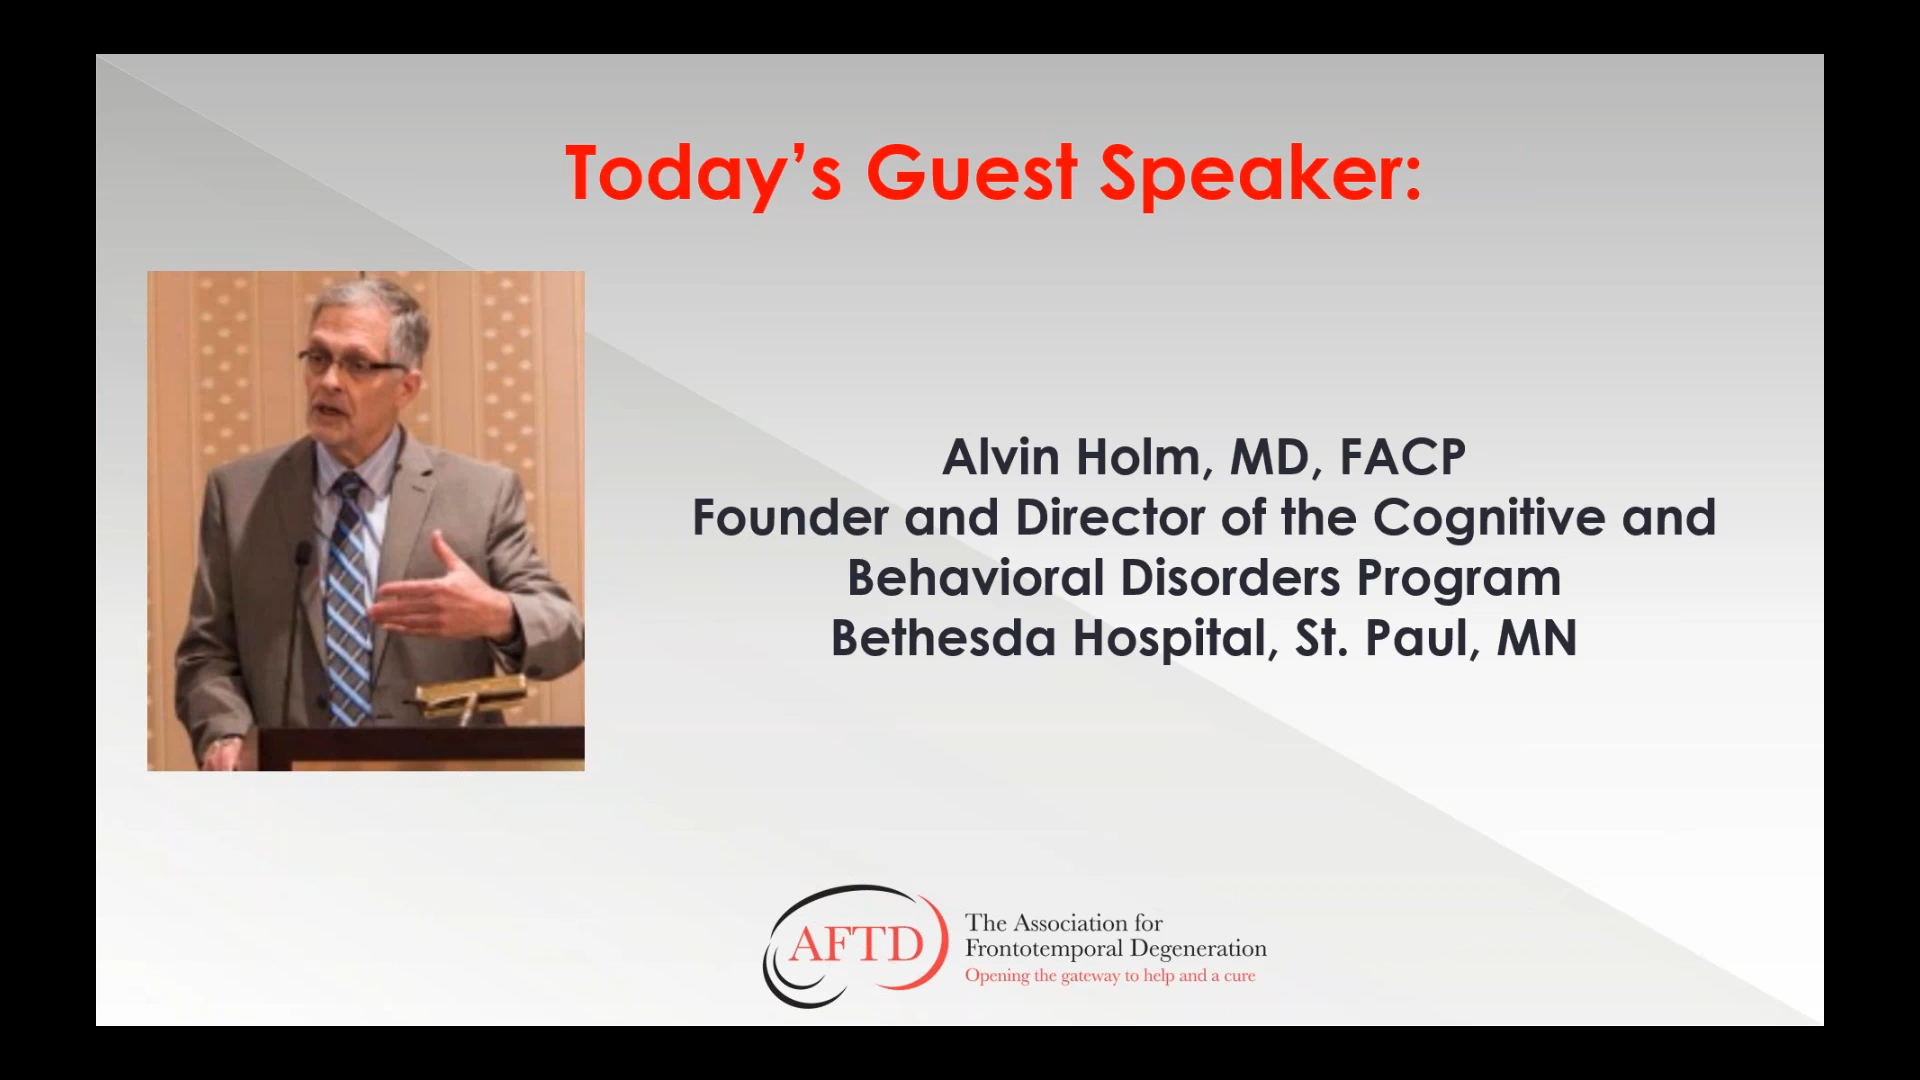 Today’s Guest Speaker:
Alvin Holm, MD, FACP
Founder and Director of the Cognitive and
Behavioral Disorders Program
Bethesda Hospital, St. Paul, MN
AFTD
The Association for
Frontotemporal Degeneration
Opening the gateway to help and a cure